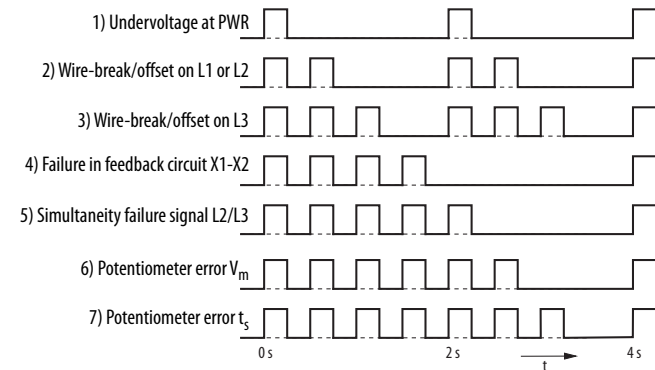 1) Undervoltage at PWR
2) Wire-break/offset on L1 or L2
3) Wire-break/offset on L3
4) Failure in feedback circuit X1-X2
5) Simultaneity failure signal L2/L3
6) Potentiometer error Vm
7) Potentiometer error ts
0 s 2 s 4 s
t